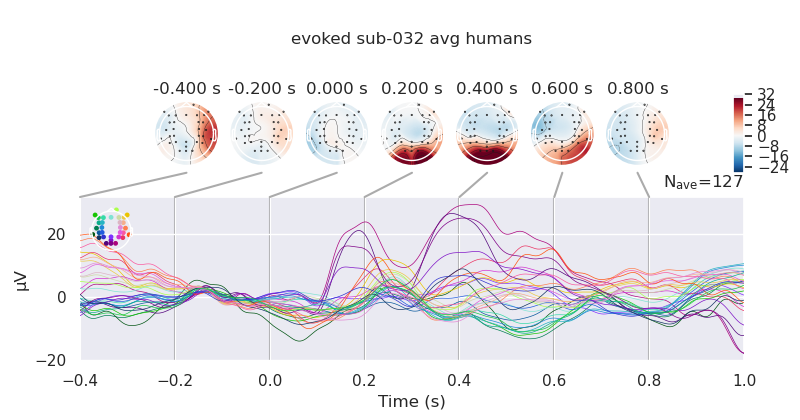 evoked sub-032 avg humans
-0.400 s -0.200 s 0.000 s 0.200 s 0.400 s 0.600 s 0.800 s
32
24
16
8
0
−8
−16
−24
Nave=127
20
0
−20
μV
−0.4 −0.2 0.0 0.2 0.4 0.6 0.8 1.0
Time (s)